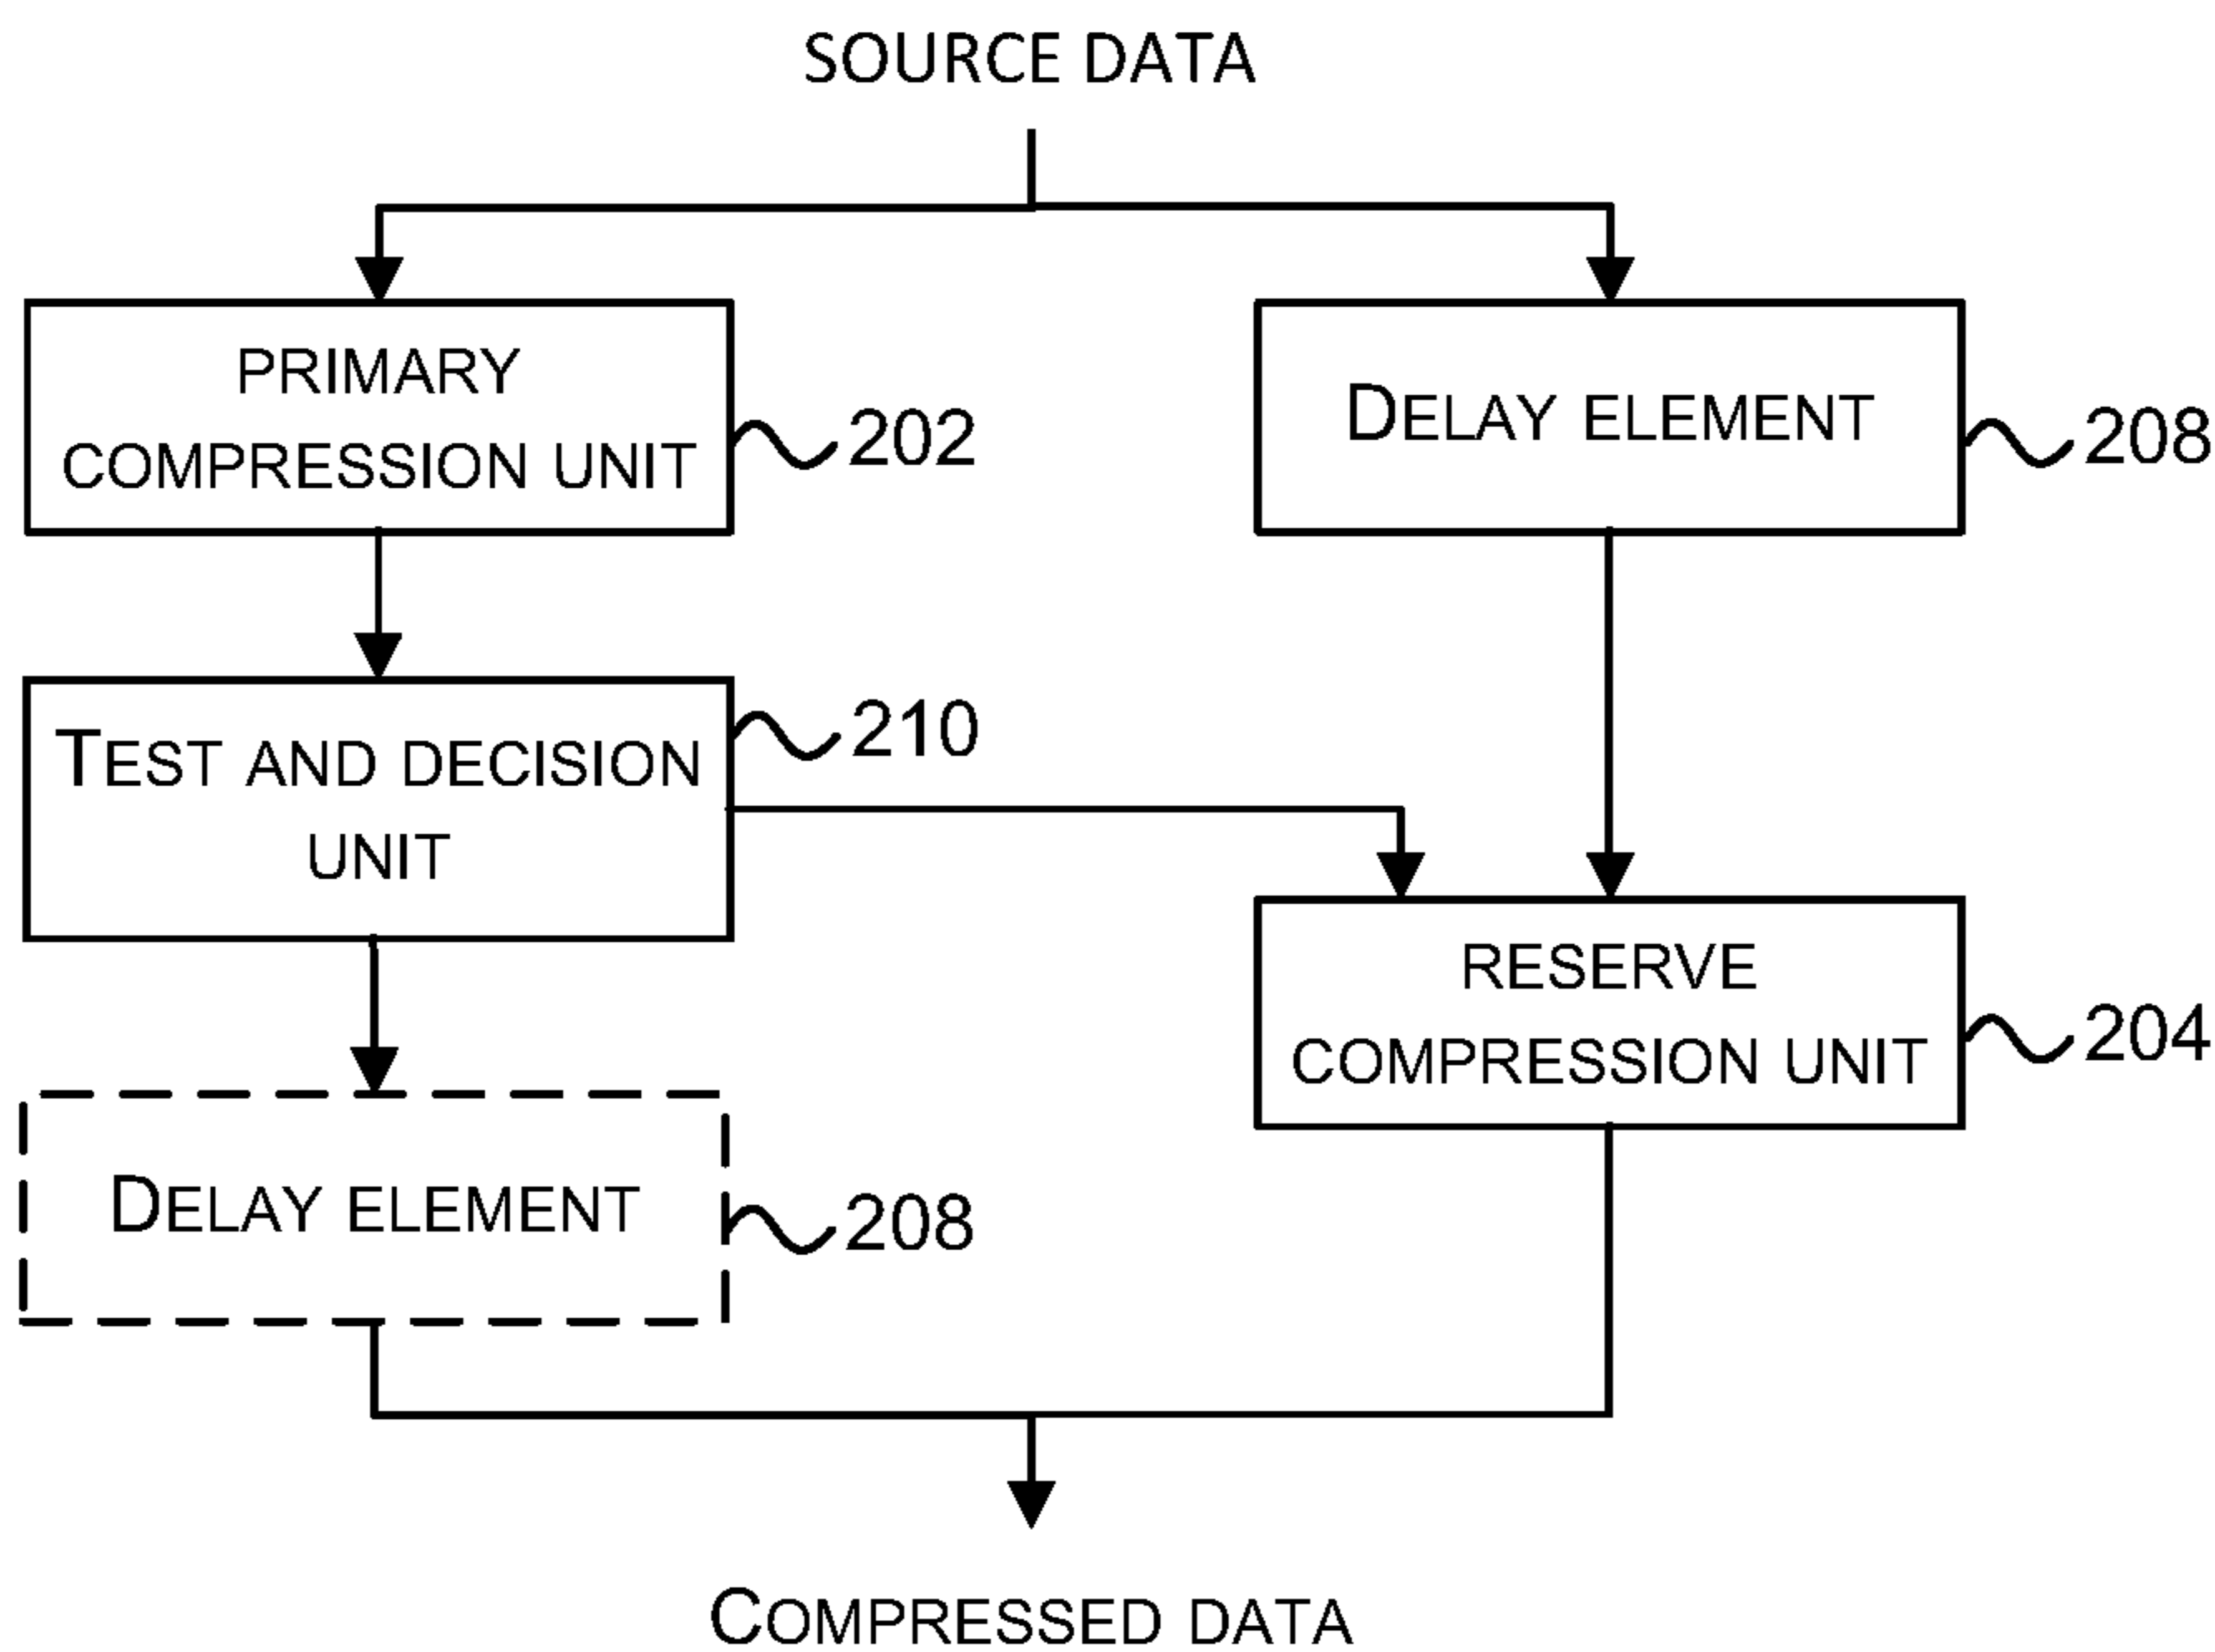 SOURCE DATA
PRIMARY
COMPRESSION UNIT
202
DELAY ELEMENT
208
TEST AND DECISION
UNIT
210
RESERVE
COMPRESSION UNIT
204
DELAY ELEMENT
208
COMPRESSED DATA